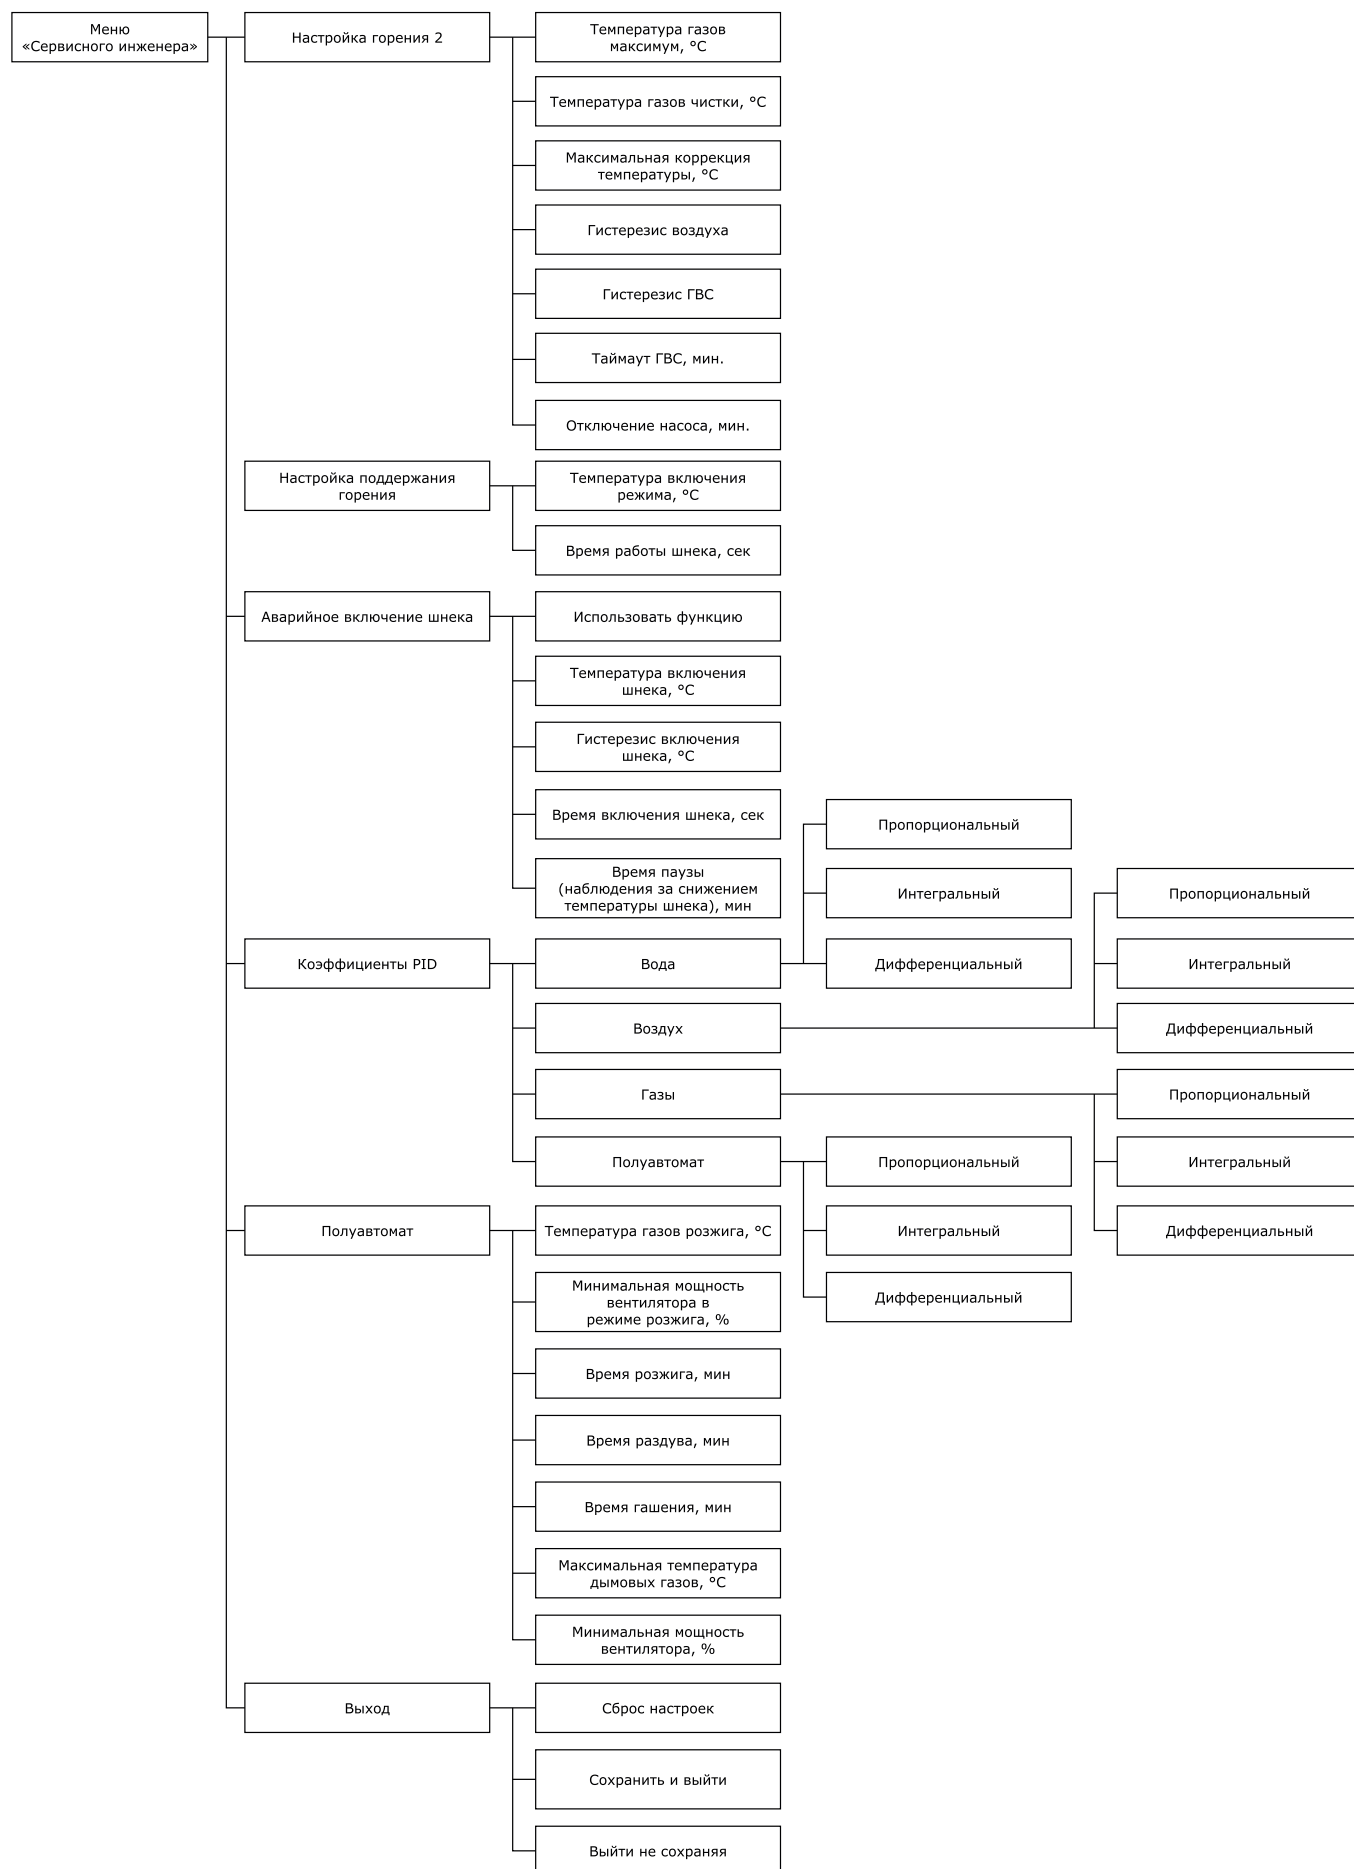 Меню
«Сервисного инженера»
Настройка горения 2
Температура газов
максимум, °С
Температура газов чистки, °С
Максимальная коррекция
температуры, °С
Гистерезис воздуха
Гистерезис ГВС
Таймаут ГВС, мин.
Отключение насоса, мин.
Настройка поддержания
горения
Температура включения
режима, °С
Время работы шнека, сек
Аварийное включение шнека
Использовать функцию
Температура включения
шнека, °С
Гистерезис включения
шнека, °С
Время включения шнека, сек
Время паузы
(наблюдения за снижением
температуры шнека), мин
Коэффициенты PID
Вода
Пропорциональный
Интегральный
Дифференциальный
Воздух
Пропорциональный
Интегральный
Дифференциальный
Газы
Пропорциональный
Интегральный
Дифференциальный
Полуавтомат
Пропорциональный
Интегральный
Дифференциальный
Полуавтомат
Температура газов розжига, °С
Минимальная мощность
вентилятора в
режиме розжига, %
Время розжига, мин
Время раздува, мин
Время гашения, мин
Максимальная температура
дымовых газов, °С
Минимальная мощность
вентилятора, %
Выход
Сброс настроек
Сохранить и выйти
Выйти не сохраняя